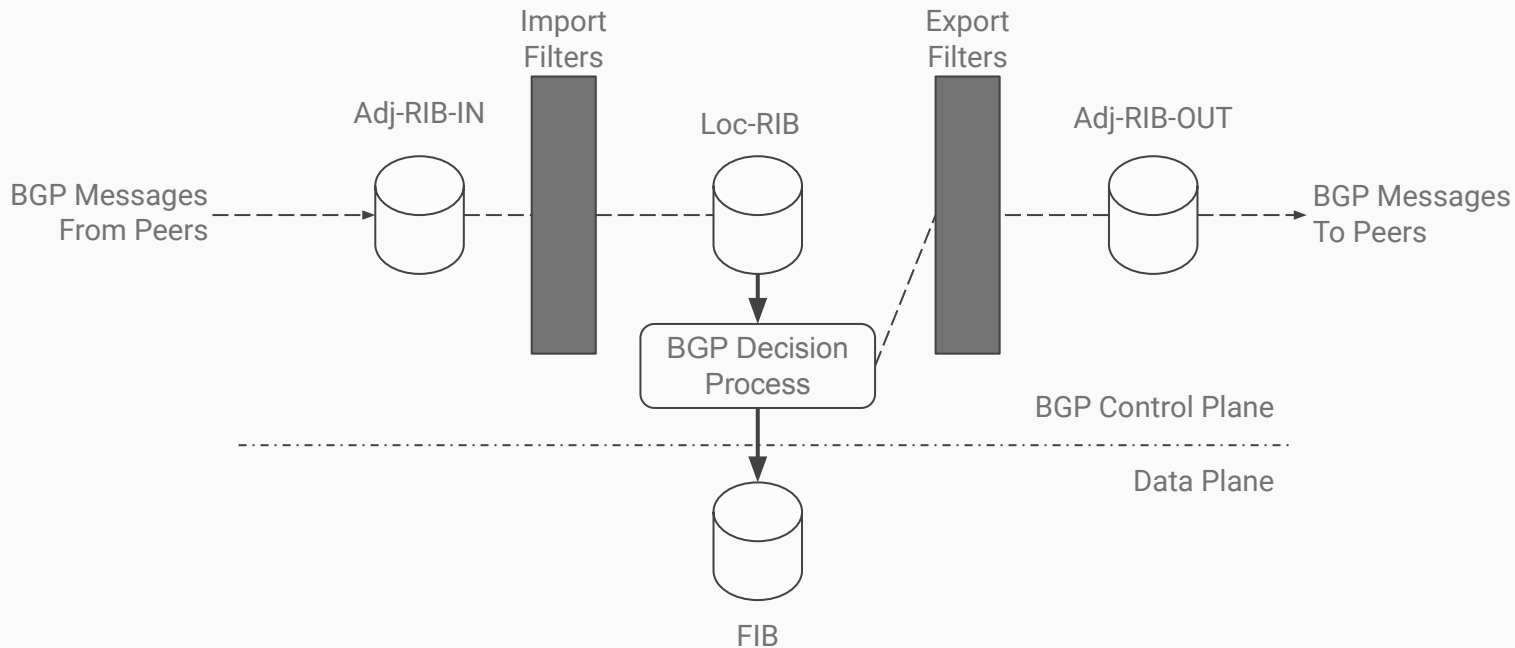 Import
Filters
Export
Filters
Adj-RIB-IN
Loc-RIB
Adj-RIB-OUT
BGP Messages
From Peers
BGP Messages
To Peers
BGP Decision
Process
BGP Control Plane
Data Plane
FIB